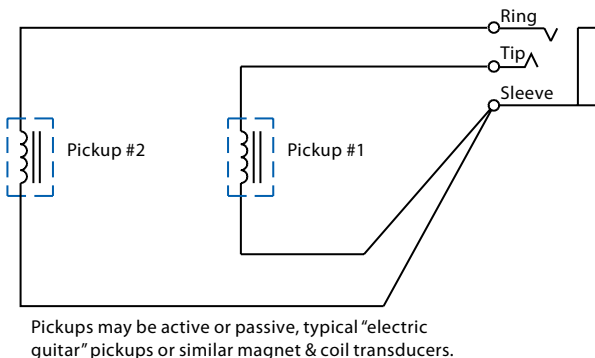 Ring
Tip
Sleeve
Pickup #2
Pickup #1
Pickups may be active or passive, typical “electric
guitar” pickups or similar magnet & coil transducers.